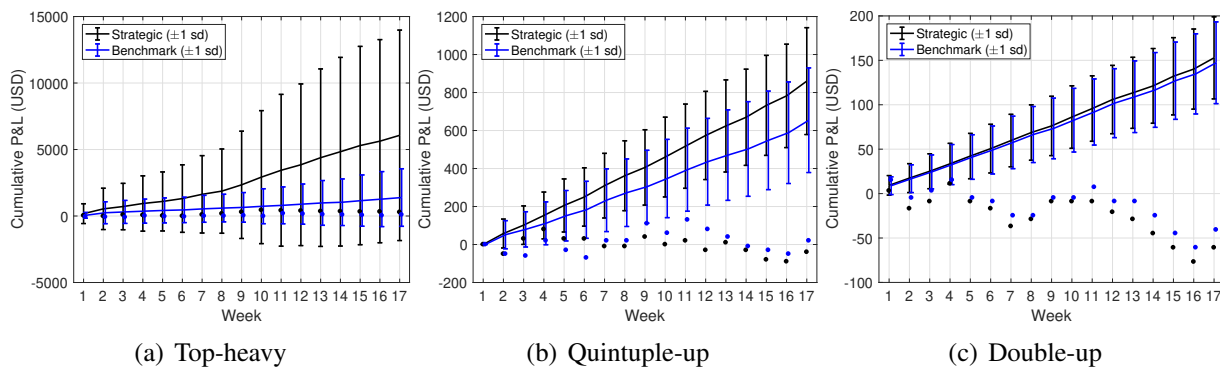 15000
10000
5000
0
-5000
Cumulative P&L (USD)
Strategic (±1 sd)
Benchmark (±1 sd)
1 2 3 4 5 6 7 8 9 10 11 12 13 14 15 16 17
Week
(a) Top-heavy
1200
1000
800
600
400
200
0
-200
Cumulative P&L (USD)
Strategic (±1 sd)
Benchmark (±1 sd)
1 2 3 4 5 6 7 8 9 10 11 12 13 14 15 16 17
Week
(b) Quintuple-up
200
150
100
50
0
-50
-100
Cumulative P&L (USD)
Strategic (±1 sd)
Benchmark (±1 sd)
1 2 3 4 5 6 7 8 9 10 11 12 13 14 15 16 17
Week
(c) Double-up